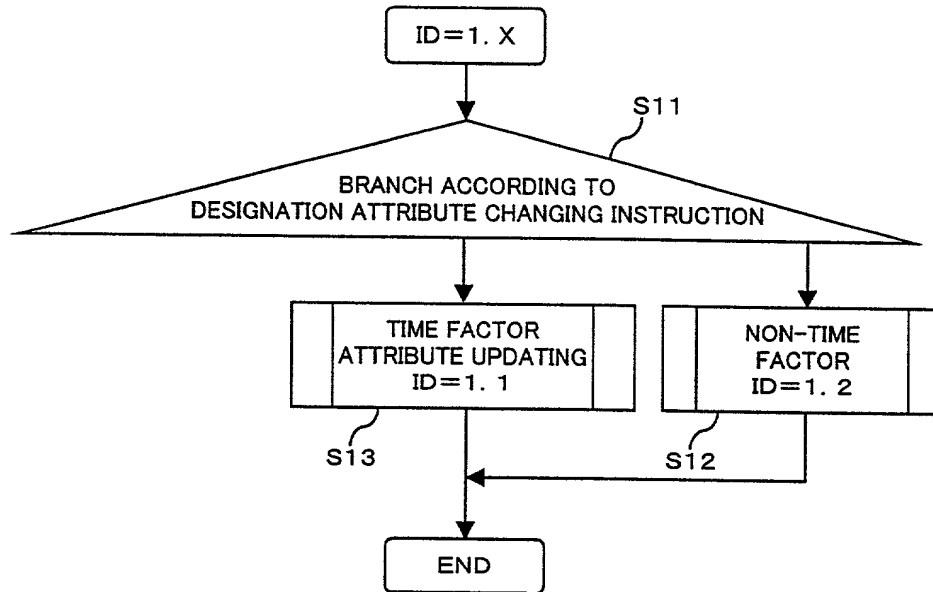 ID=1. X
S11
BRANCH ACCORDING TO
DESIGNATION ATTRIBUTE CHANGING INSTRUCTION
TIME FACTOR
ATTRIBUTE UPDATING
ID=1. 1
NON-TIME
FACTOR
ID=1. 2
S13
S12
END